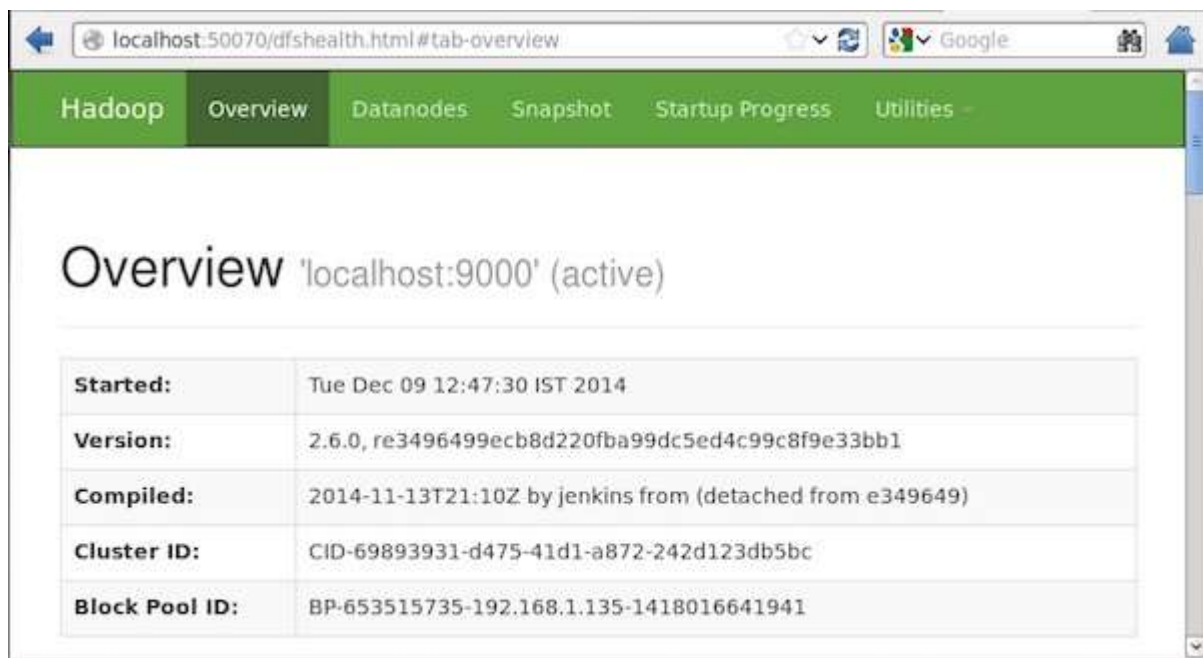 localhost:50070/dfshealth.html#tab-overview Google
Hadoop Overview Datanodes Snapshot Startup Progress Utilities
Overview 'localhost:9000' (active)
Started: Tue Dec 09 12:47:30 IST 2014
Version: 2.6.0, re3496499ecb8d220fba99dc5ed4c99c8f9e33bb1
Compiled: 2014-11-13T21:10Z by jenkins from (detached from e349649)
Cluster ID: CID-69893931-d475-41d1-a872-242d123db5bc
Block Pool ID: BP-653515735-192.168.1.135-1418016641941